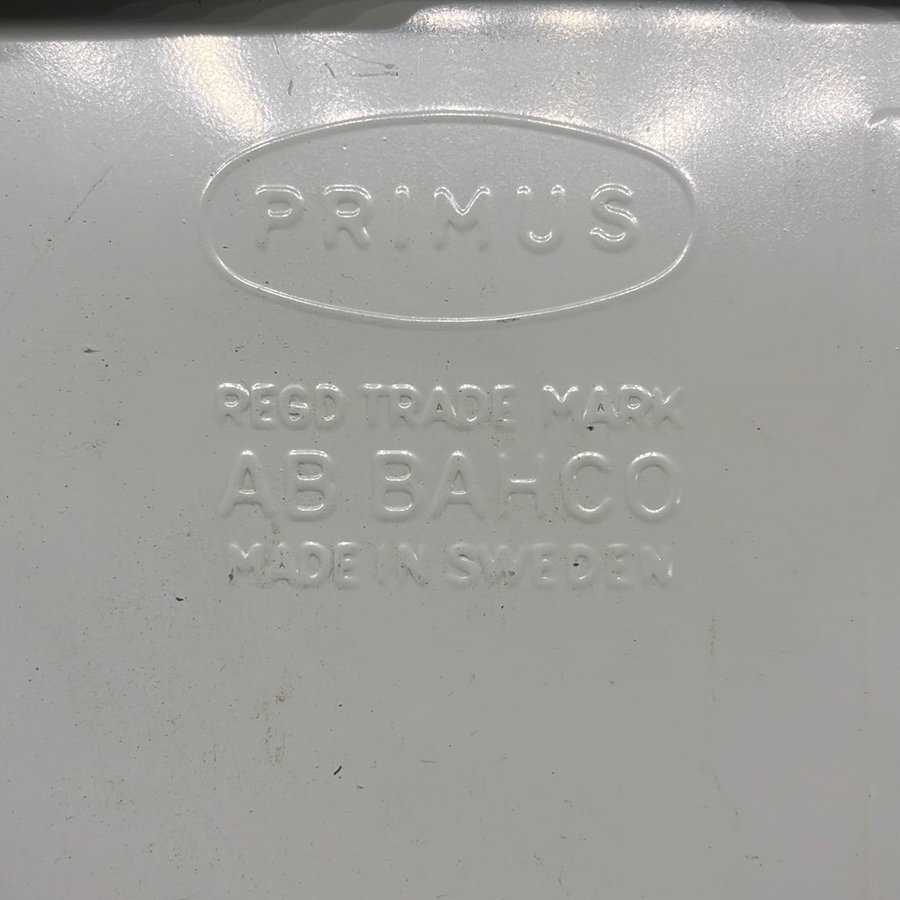 PRIMUS
REGD TRADE MARK
AB BAHCO
MADE IN SWEDEN